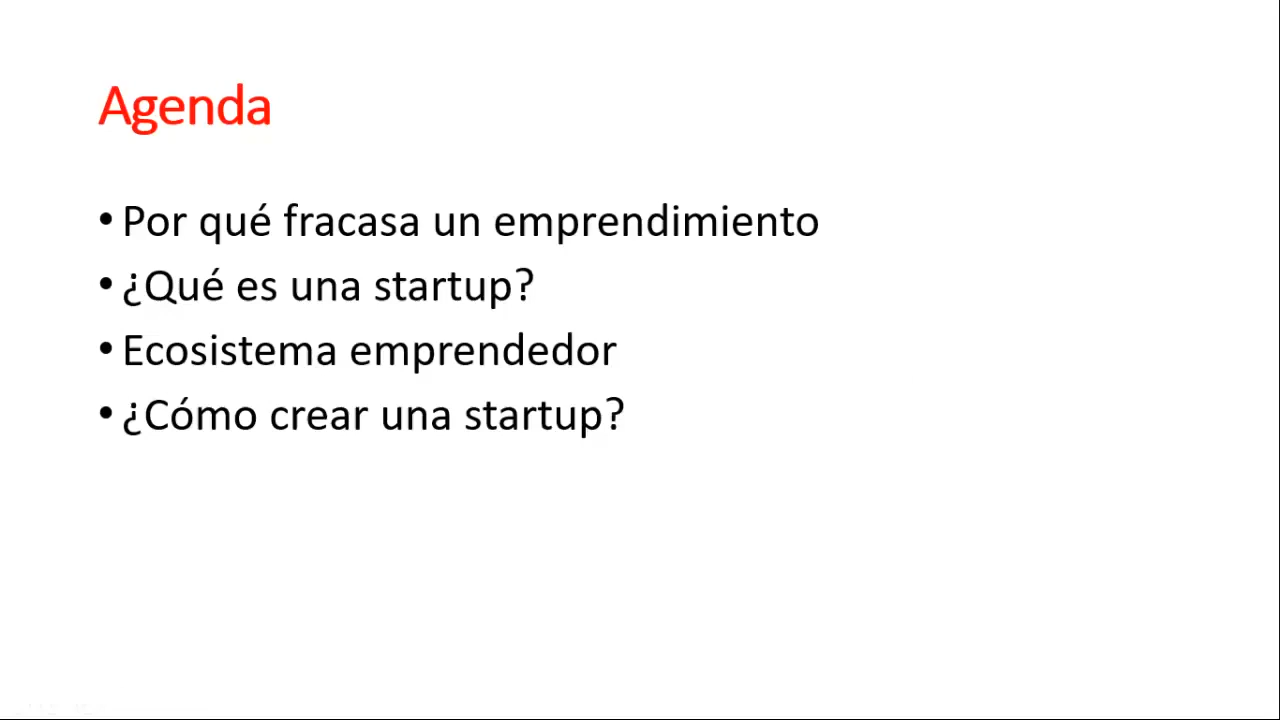 Agenda
• Por qué fracasa un emprendimiento
• ¿Qué es una startup?
• Ecosistema emprendedor
• ¿Cómo crear una startup?